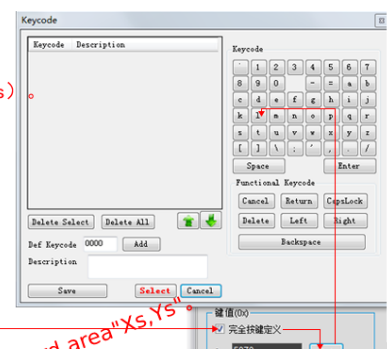 Keycode
Keycode Description
s)。
Keycode
` 1 2 3 4 5 6 7
8 9 0 - = a b
c d e f g h i j
k l m n o p q r
s t u v w x y z
[ ] \ ; ' , . /
Space Enter
Functional Keycode
Cancel Return CapsLock
Delete Left Right
Backspace
Delete Select Delete All
Def Keycode 0000 Add
Description
Save Select Cancel
area"Xs,Ys"。
键值(0x)
完全按键定义